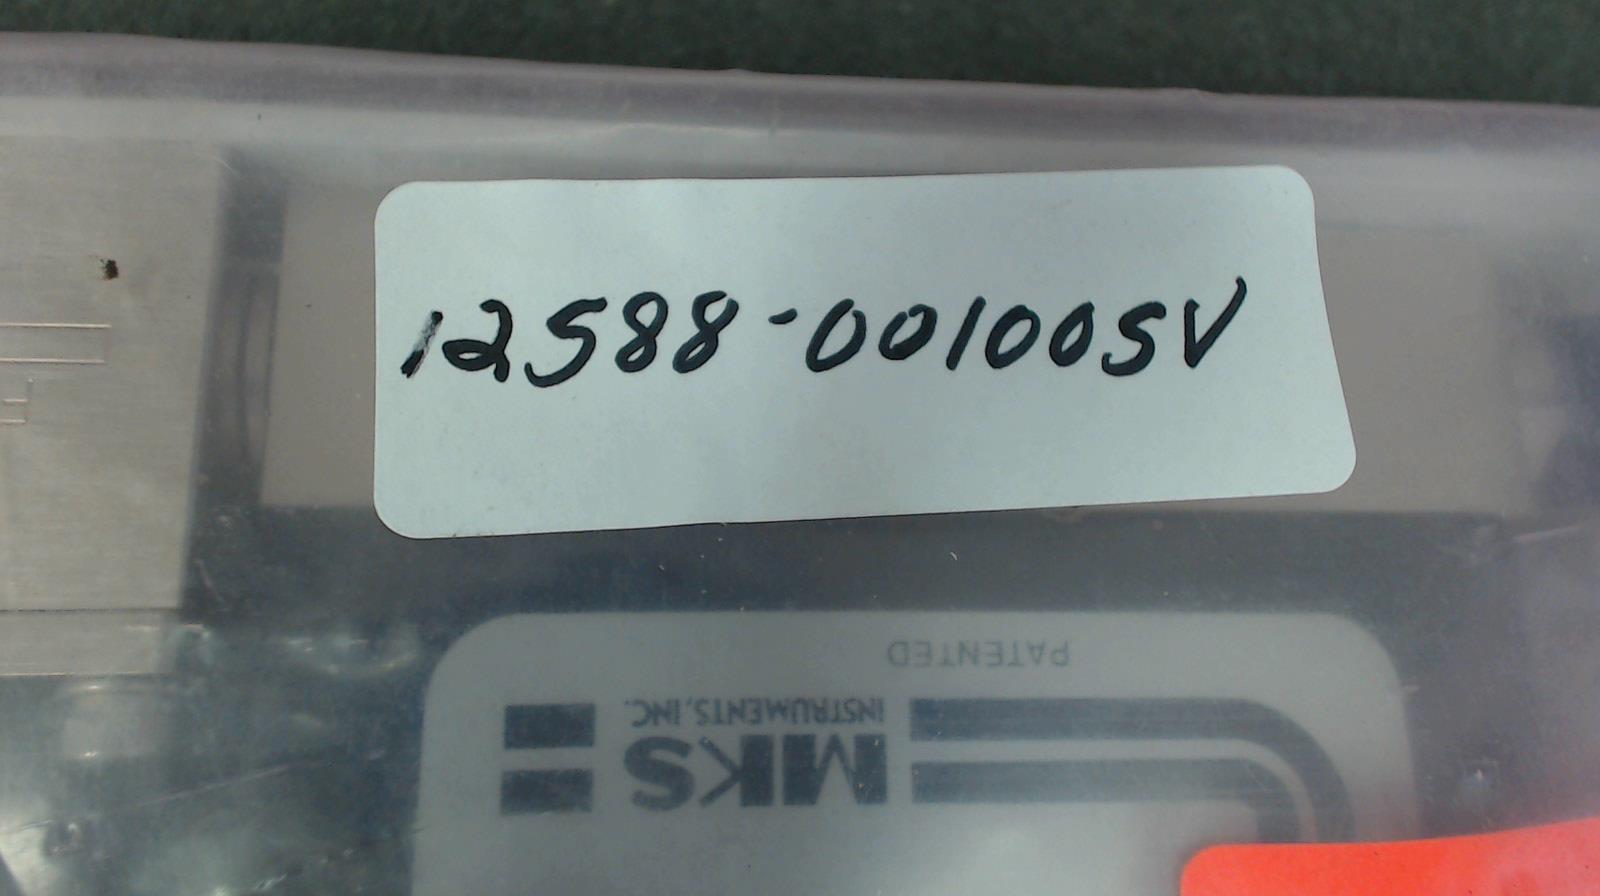 12588-00100SV
PATENTED
INSTRUMENTS, INC.
MKS